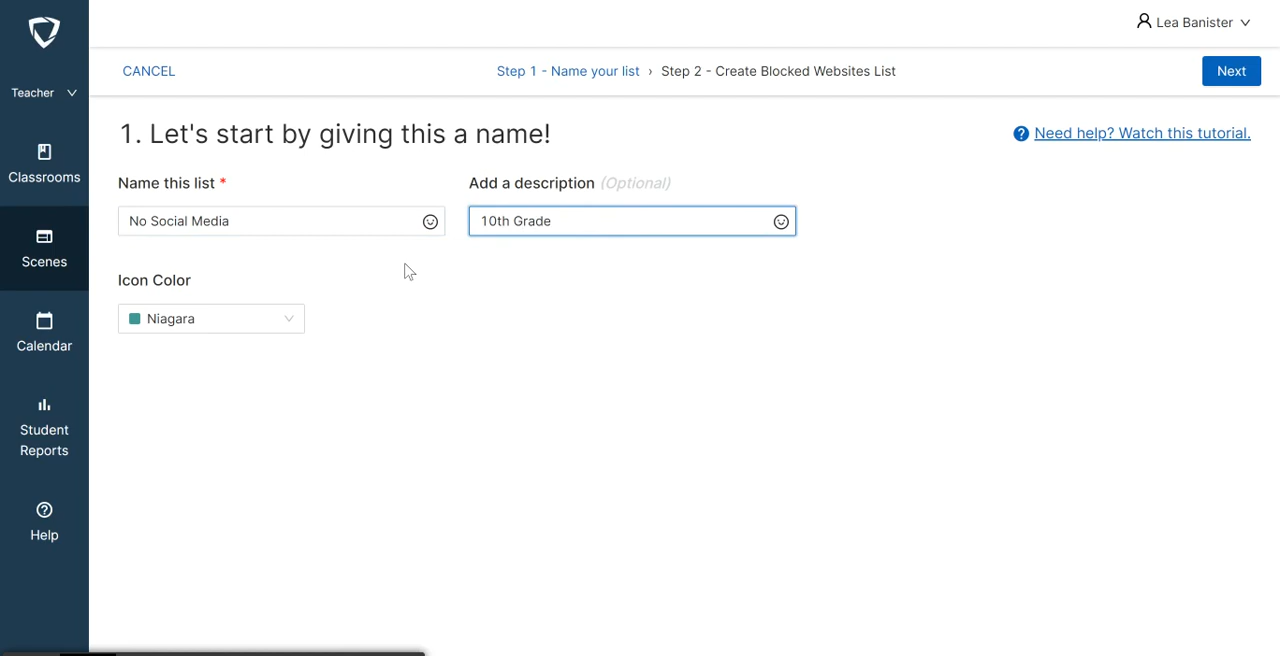 Lea Banister
CANCEL
Step 1 - Name your list › Step 2 - Create Blocked Websites List
Next
Teacher
Classrooms
Scenes
Calendar
Student
Reports
Help
1. Let's start by giving this a name!
Need help? Watch this tutorial.
Name this list *
Add a description (Optional)
No Social Media
10th Grade
Icon Color
Niagara